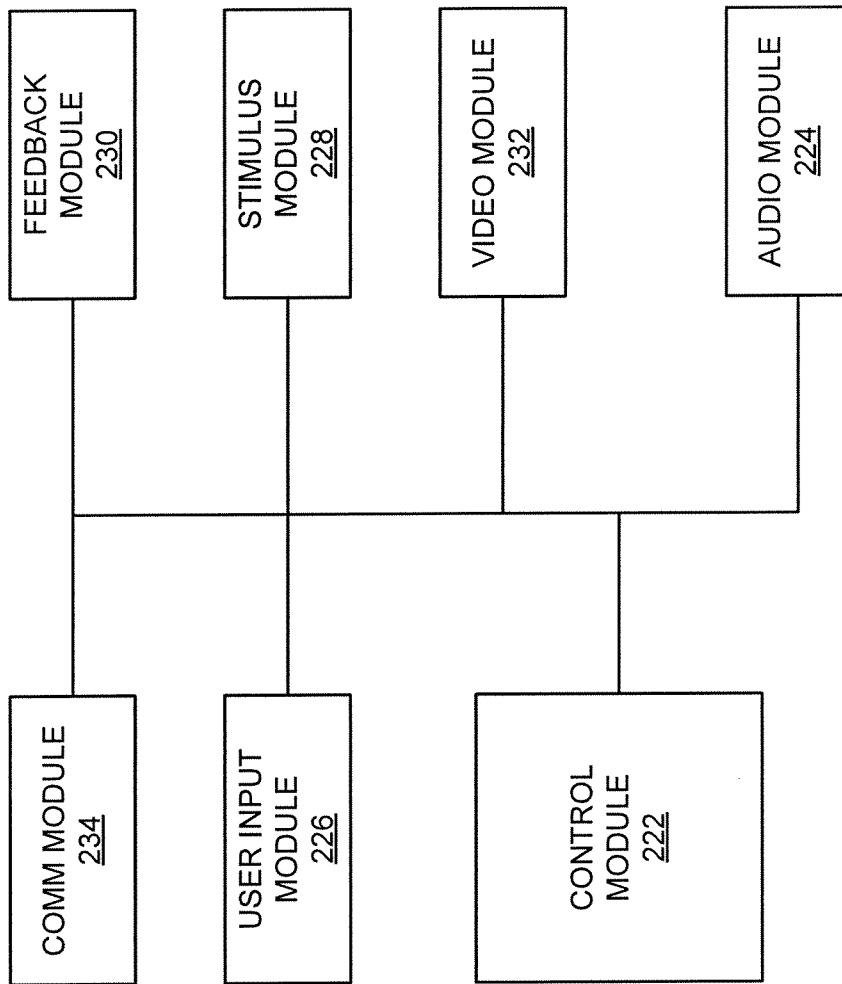 COMM MODULE
234
FEEDBACK
MODULE
230
USER INPUT
MODULE
226
STIMULUS
MODULE
228
CONTROL
MODULE
222
VIDEO MODULE
232
AUDIO MODULE
224